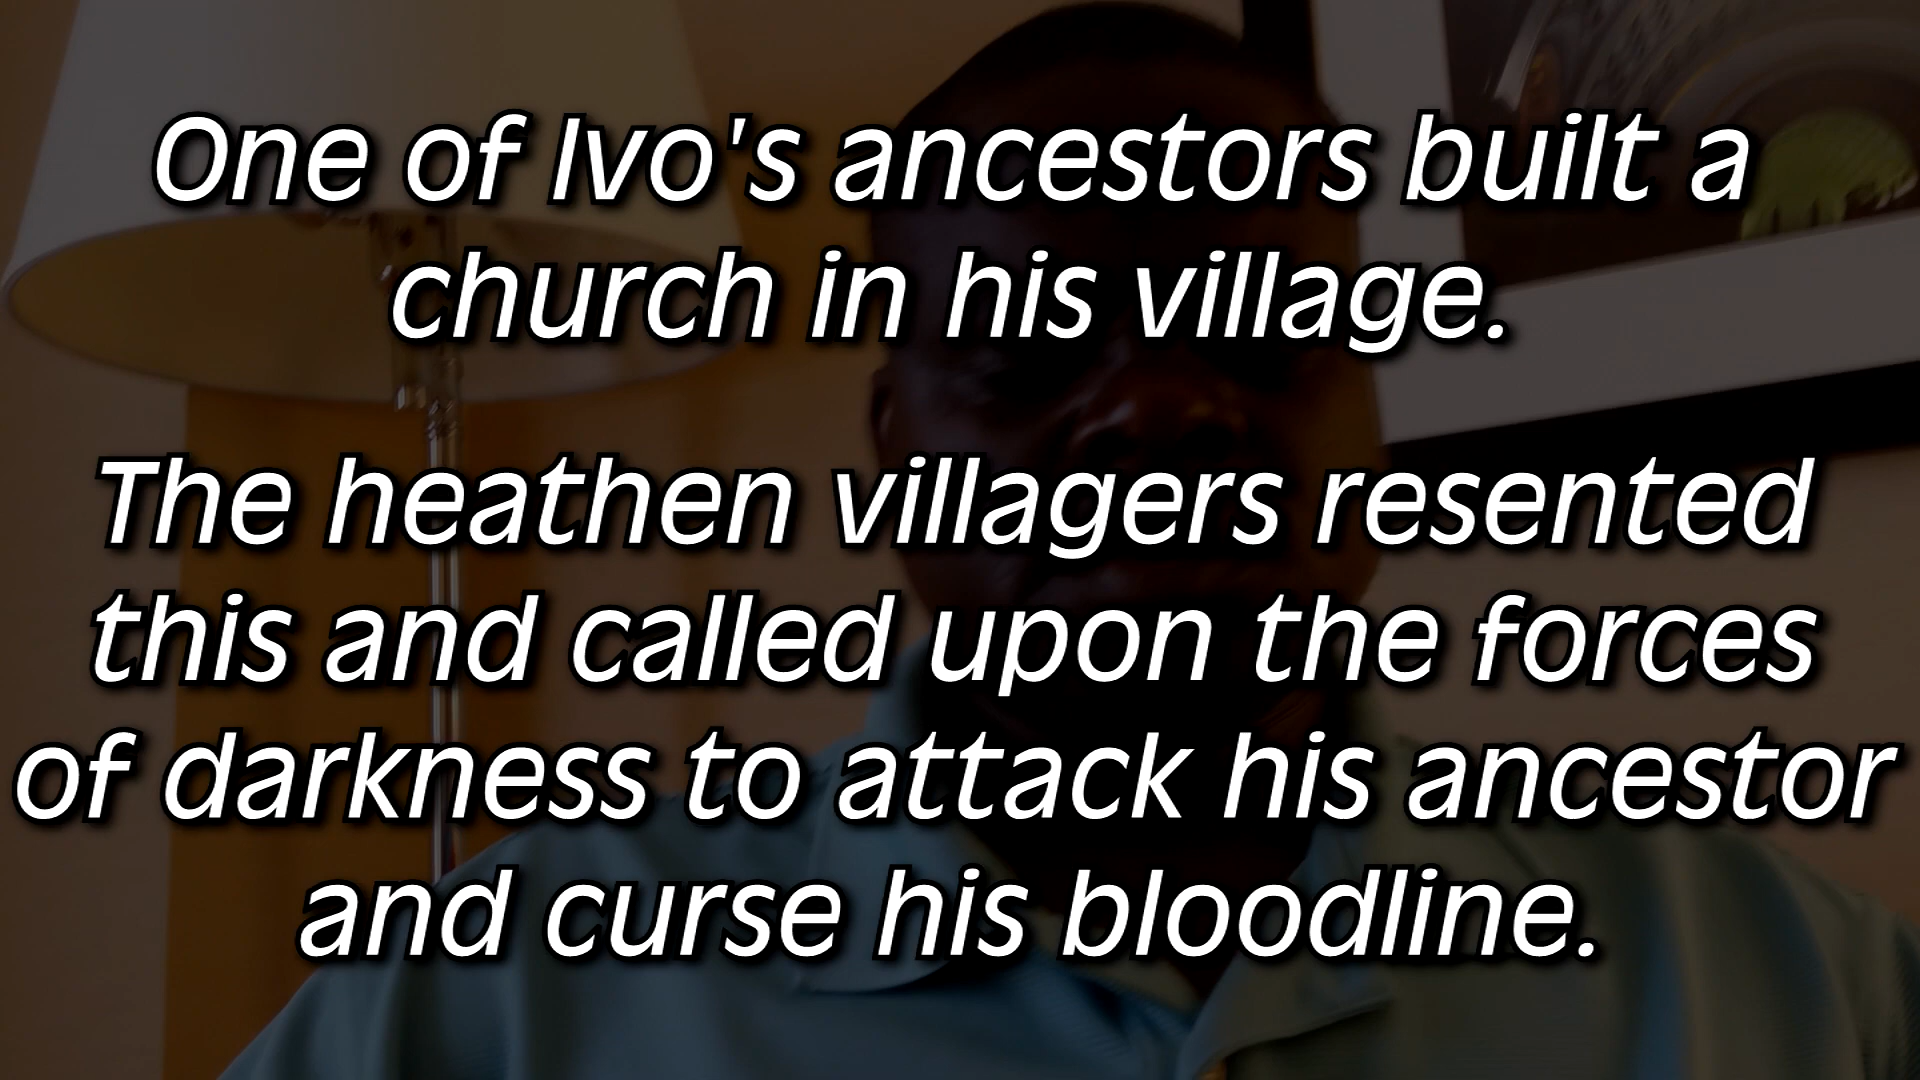 One of Ivo's ancestors built a
church in his village.
The heathen villagers resented
this and called upon the forces
of darkness to attack his ancestor
and curse his bloodline.